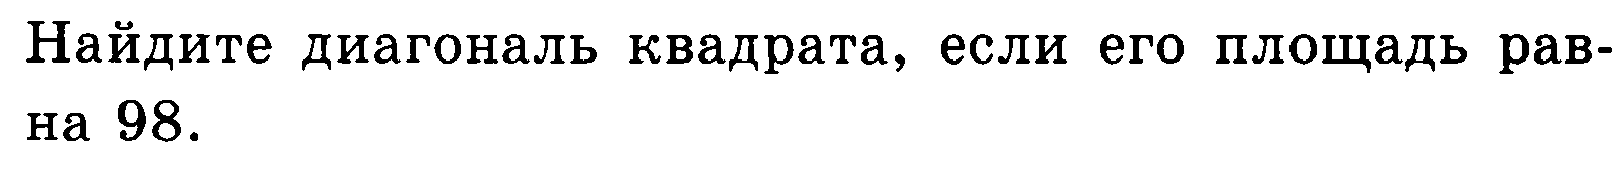 Найдите диагональ квадрата, если его площадь рав-
на 98.